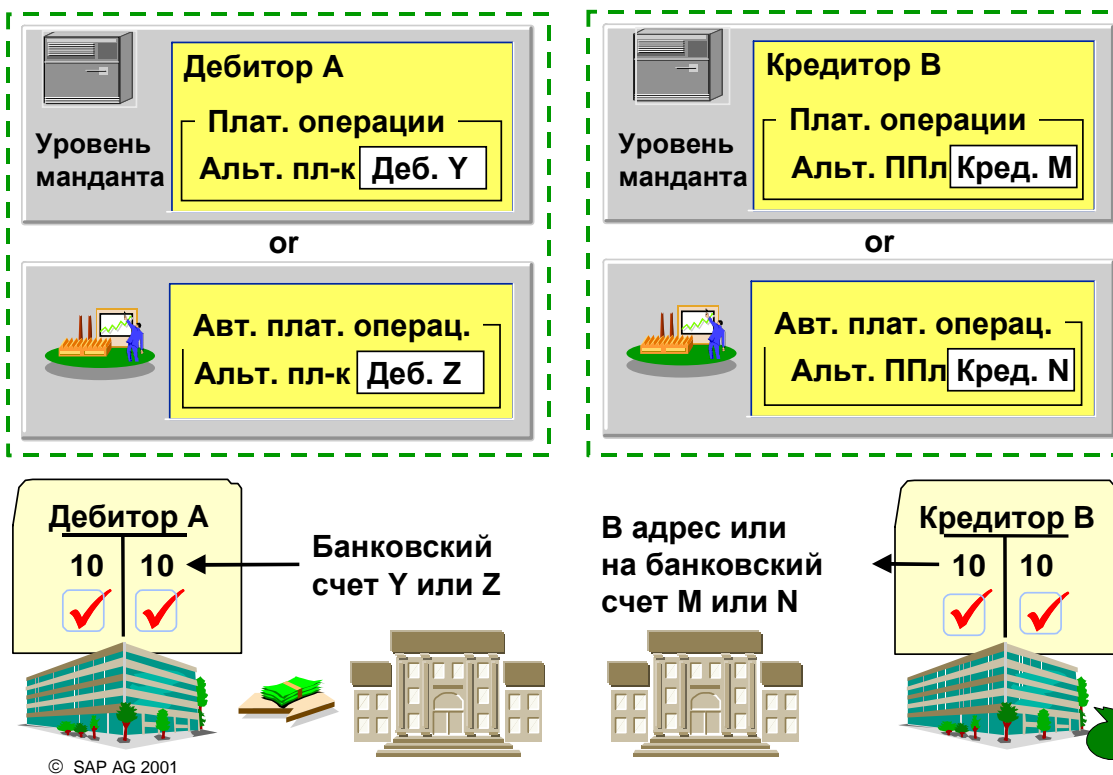 Дебитор А
Плат. операции
Уровень
манданта
Альт. пл-к Деб. Y
or
Авт. плат. операц.
Альт. пл-к Деб. Z
Кредитор В
Плат. операции
Уровень
манданта
Альт. ППл Кред. M
or
Авт. плат. операц.
Альт. ППл Кред. N
Дебитор А
10 10
Банковский
счет Y или Z
В адрес или
на банковский
счет M или N
Кредитор В
10 10
© SAP AG 2001